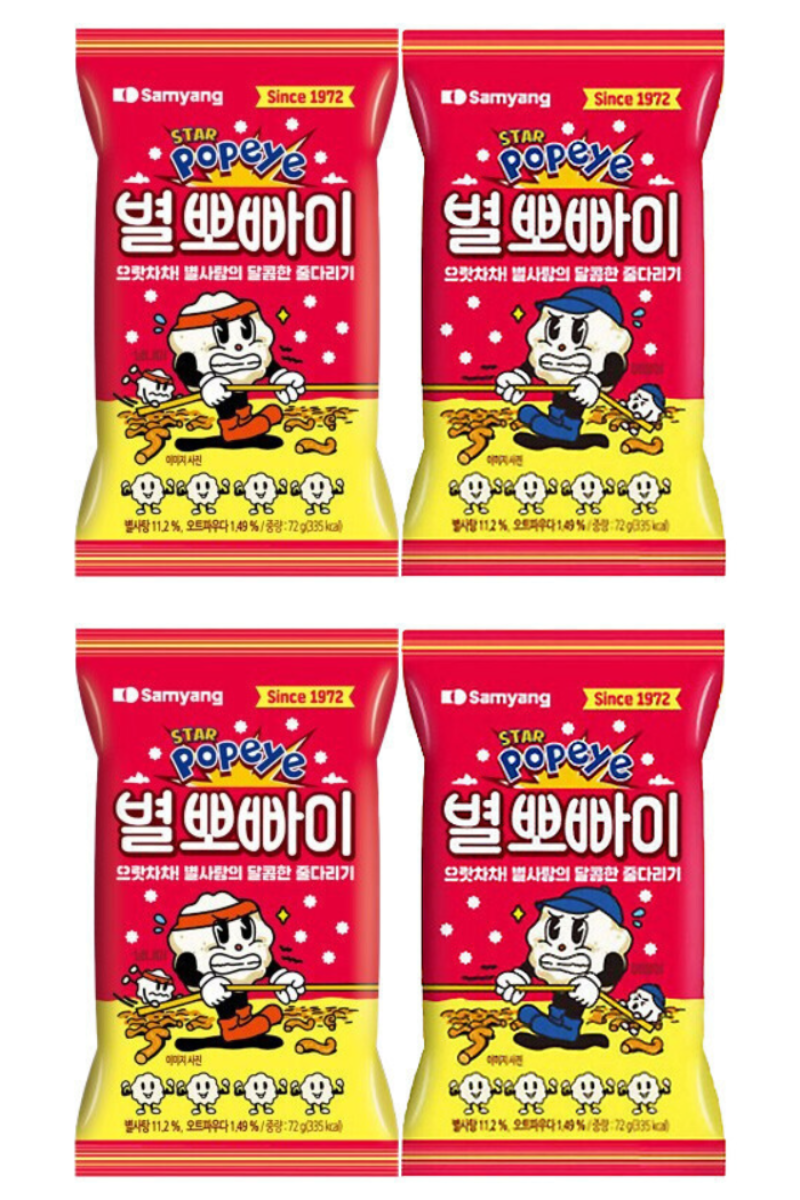 Samyang
Since 1972
STAR
POPEYE
별 뽀빠이
으랏차차! 별사탕의 달콤한 줄다리기
이미지 사진
별사탕 11.2 %, 오트파우다 1.49 % / 중량 : 72 g (335 kcal)
Samyang
Since 1972
STAR
POPEYE
별 뽀빠이
으랏차차! 별사탕의 달콤한 줄다리기
이미지 사진
별사탕 11.2 %, 오트파우다 1.49 % / 중량 : 72 g (335 kcal)
Samyang
Since 1972
STAR
POPEYE
별 뽀빠이
으랏차차! 별사탕의 달콤한 줄다리기
이미지 사진
별사탕 11.2 %, 오트파우다 1.49 % / 중량 : 72 g (335 kcal)
Samyang
Since 1972
STAR
POPEYE
별 뽀빠이
으랏차차! 별사탕의 달콤한 줄다리기
이미지 사진
별사탕 11.2 %, 오트파우다 1.49 % / 중량 : 72 g (335 kcal)